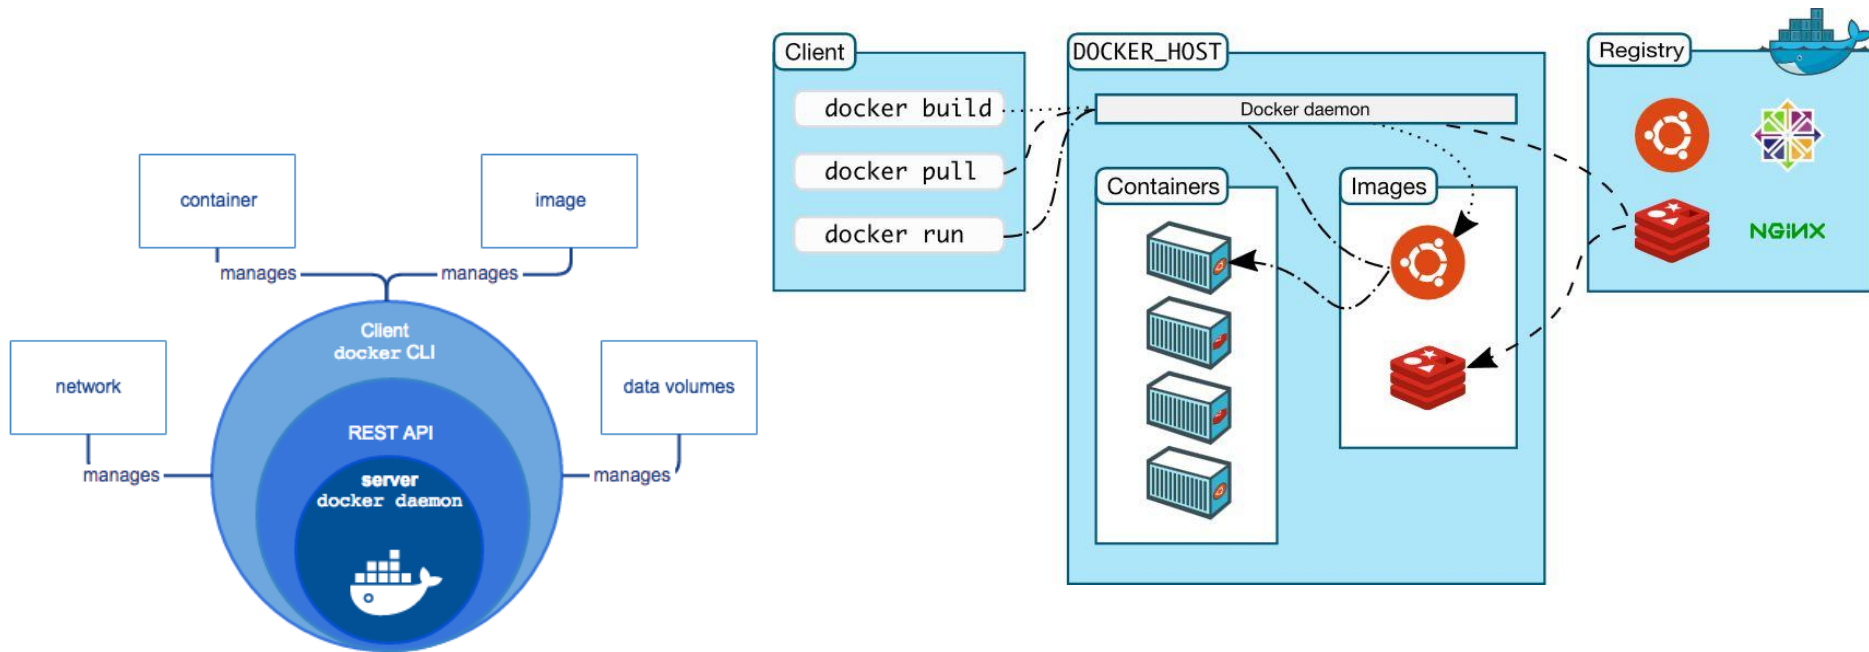 container
image
manages
manages
network
data volumes
Client
docker CLI
REST API
manages
manages
server
docker daemon
Client
docker build
docker pull
docker run
DOCKER_HOST
Docker daemon
Containers
Images
Registry
NGiNX